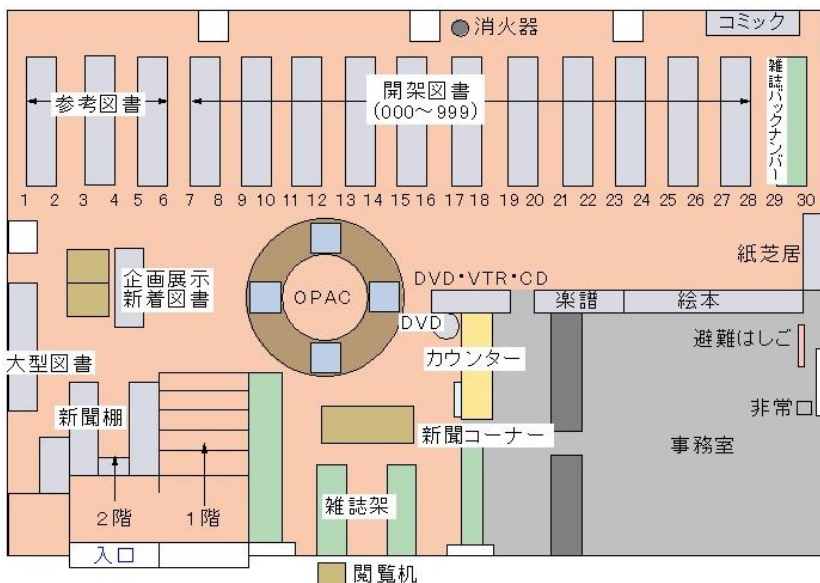 消火器
コミック
参考図書
開架図書
(000～999)
雑誌バックナンバー
1 2 3 4 5 6 7 8 9 10 11 12 13 14 15 16 17 18 19 20 21 22 23 24 25 26 27 28 29 30
紙芝居
企画展示
新着図書
OPAC
DVD・VTR・CD
楽譜
絵本
DVD
カウンター
避難はしご
大型図書
新聞棚
新聞コーナー
非常口
事務室
雑誌架
2階
1階
入口
閲覧机